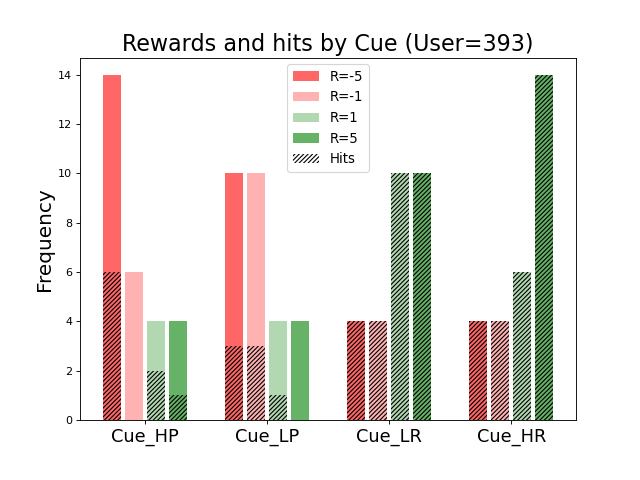 Rewards and hits by Cue (User=393)
R=-5
R=-1
R=1
R=5
Hits
Frequency
14
12
10
8
6
4
2
0
Cue_HP Cue_LP Cue_LR Cue_HR